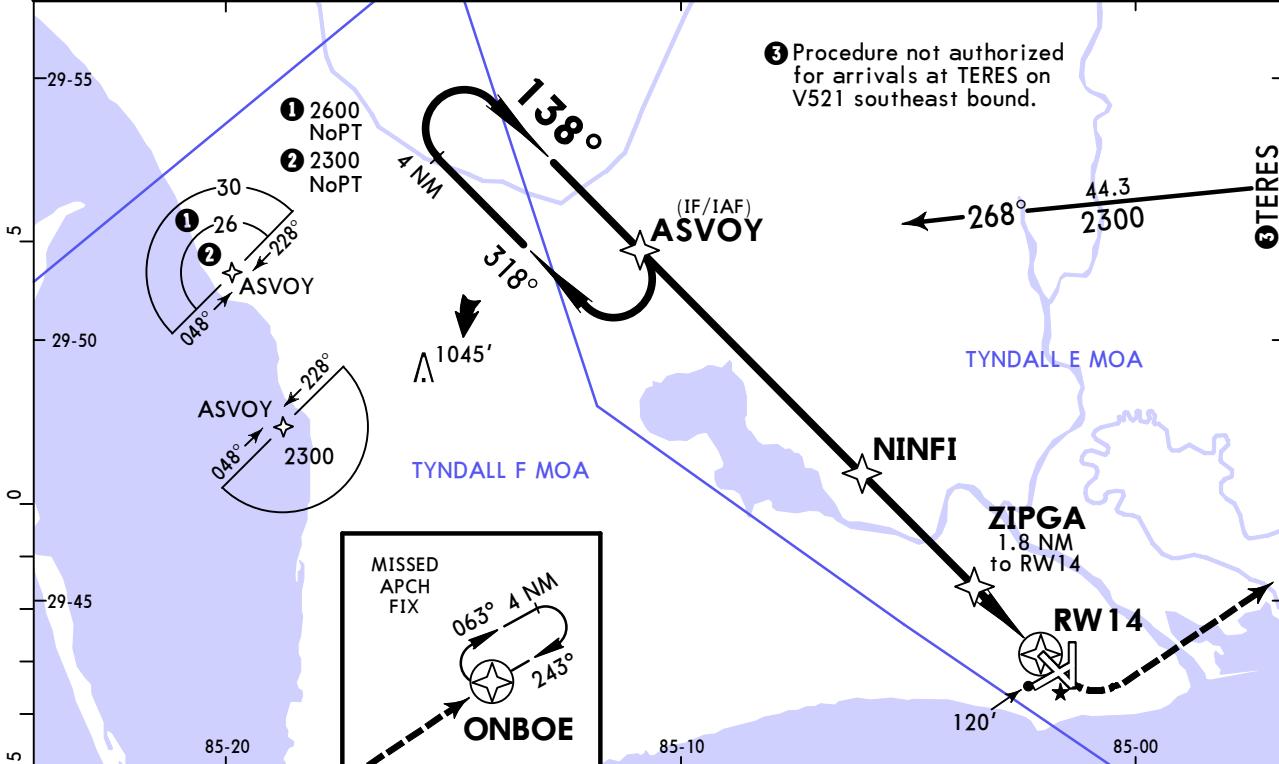 29-55
❶ 2600
NoPT
❷ 2300
NoPT
138°
❸ Procedure not authorized
for arrivals at TERES on
V521 southeast bound.
4 NM
318°
(IF/IAF)
ASVOY
44.3
268°
2300
❸ TERES
30
❶
26
❷
228°
ASVOY
048°
5
29-50
1045'
TYNDALL E MOA
228°
ASVOY
048°
2300
TYNDALL F MOA
NINFI
0
ZIPGA
1.8 NM
to RW14
MISSED
APCH
FIX
063° 4 NM
243°
ONBOE
29-45
RW14
120'
5
85-20
85-10
85-00